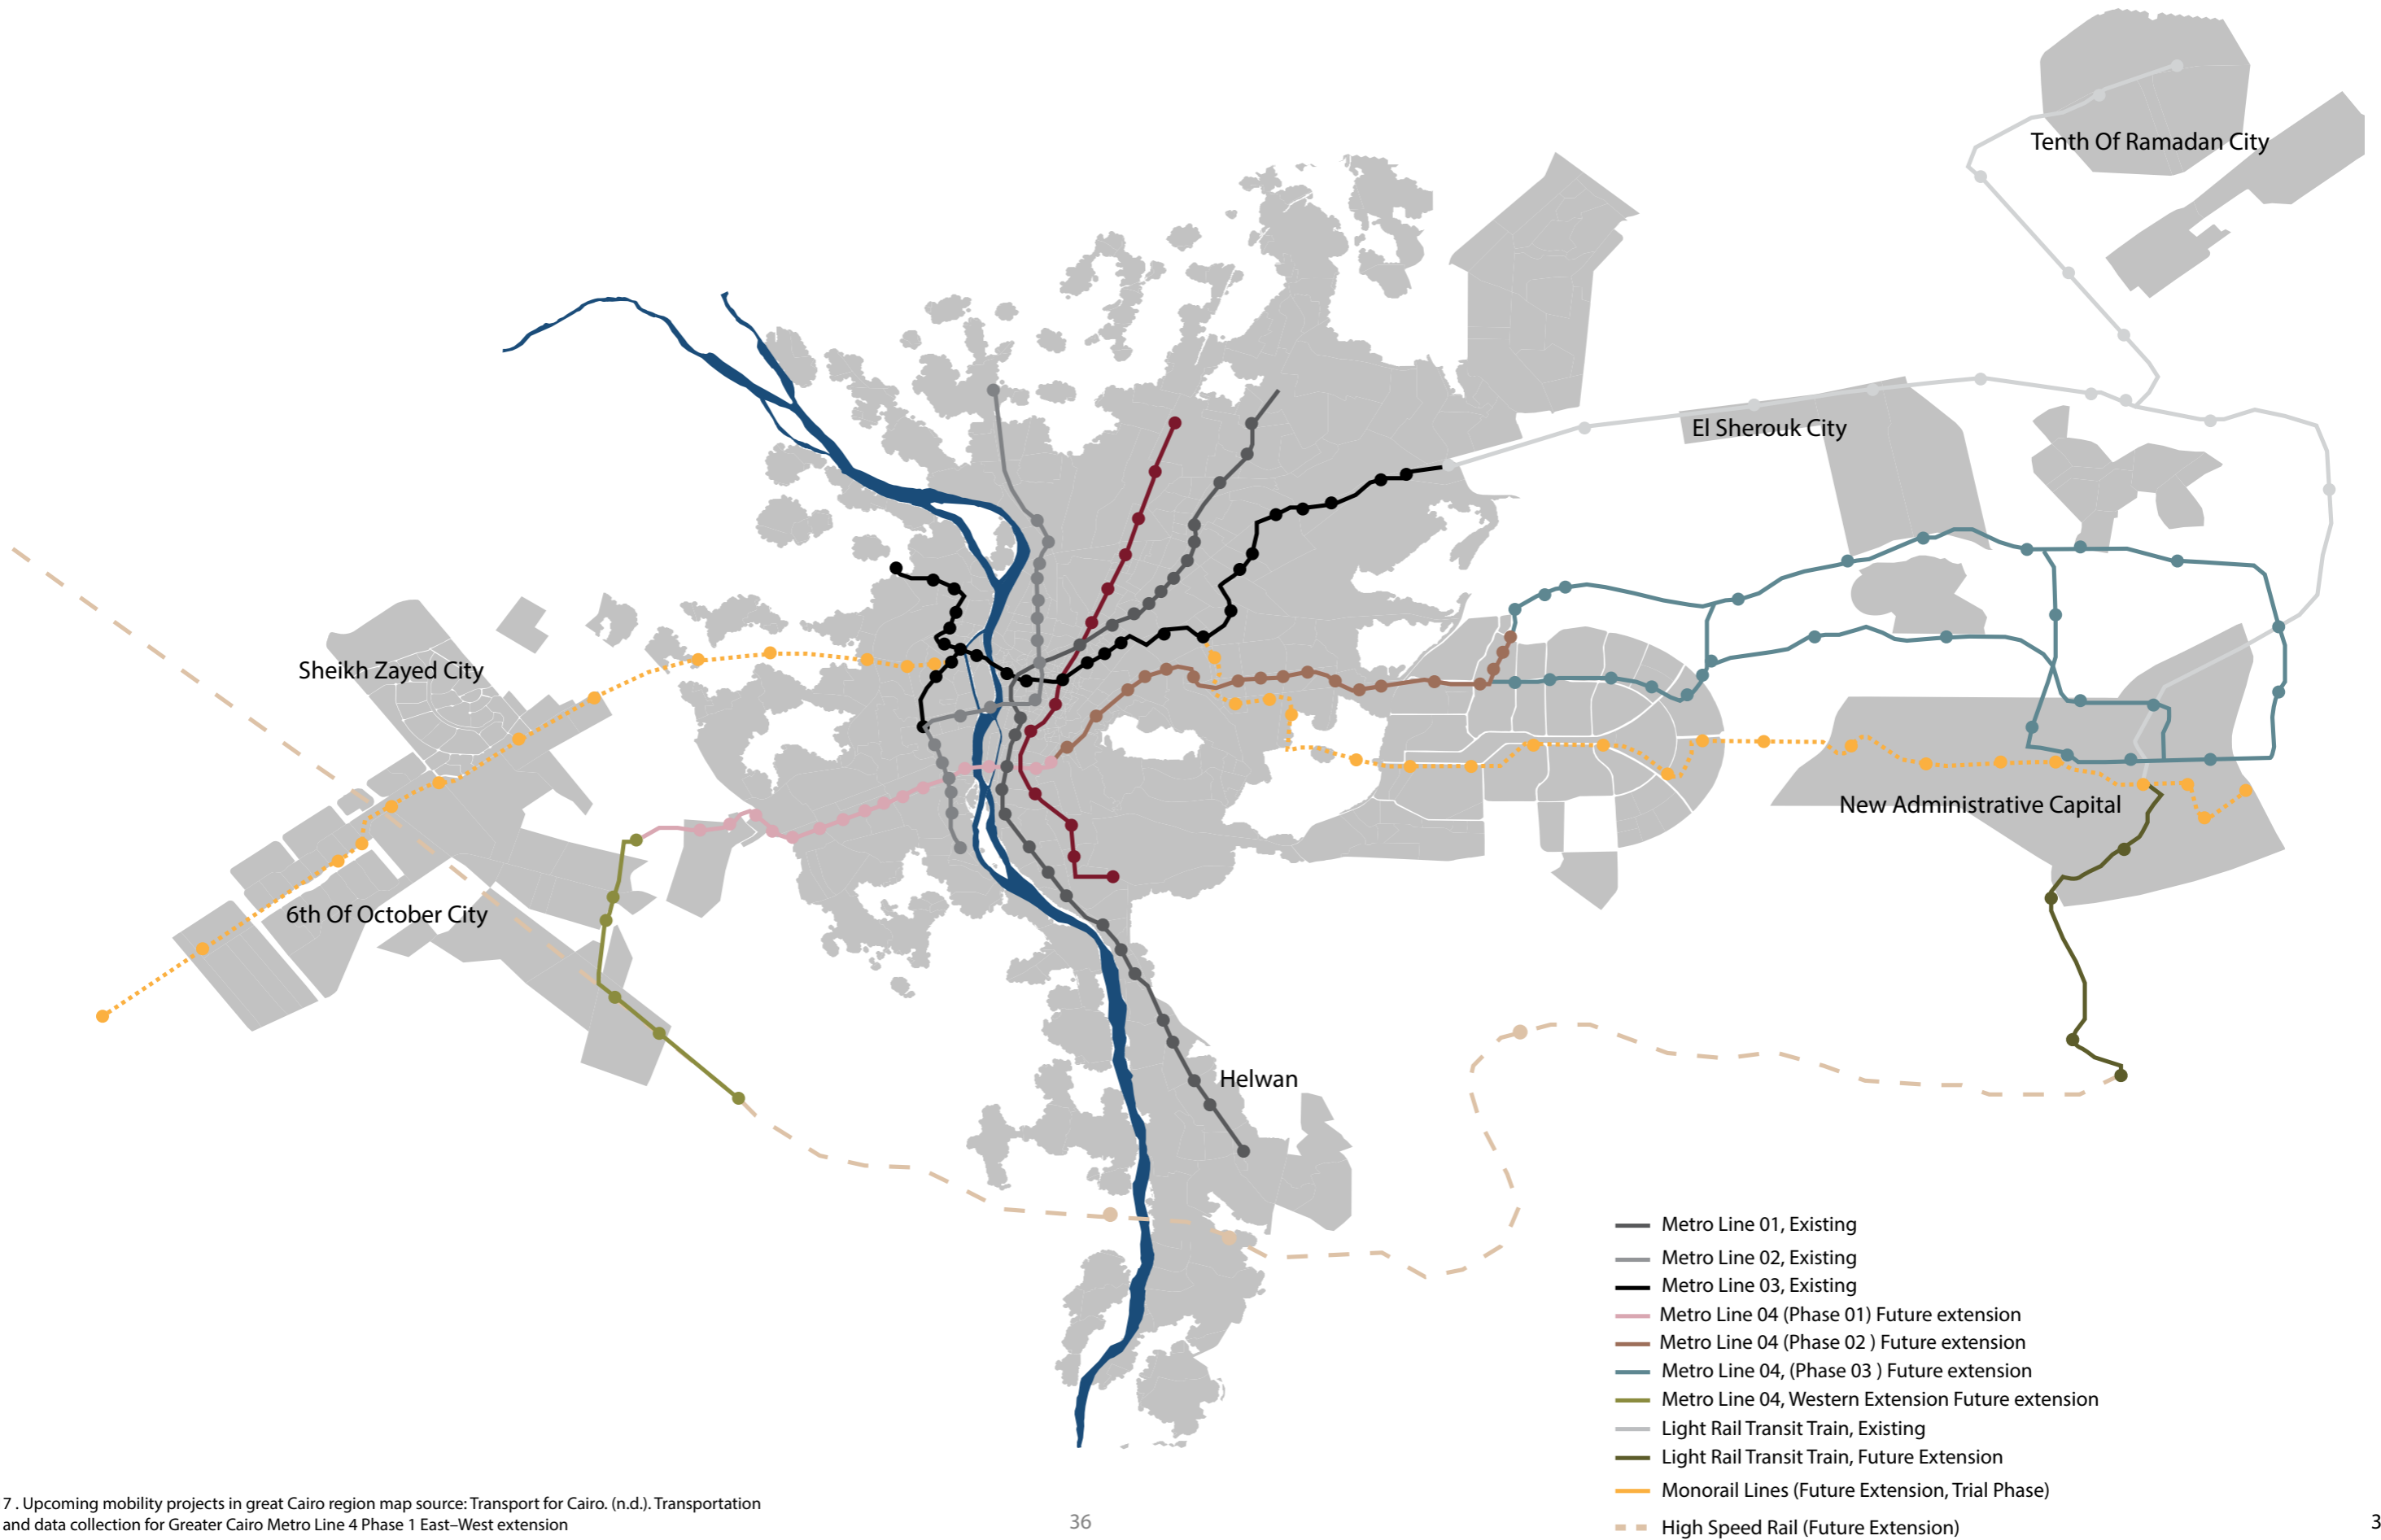 Tenth Of Ramadan City
El Sherouk City
Sheikh Zayed City
New Administrative Capital
6th Of October City
Helwan
Metro Line 01, Existing
Metro Line 02, Existing
Metro Line 03, Existing
Metro Line 04 (Phase 01) Future extension
Metro Line 04 (Phase 02 ) Future extension
Metro Line 04, (Phase 03 ) Future extension
Metro Line 04, Western Extension Future extension
Light Rail Transit Train, Existing
Light Rail Transit Train, Future Extension
Monorail Lines (Future Extension, Trial Phase)
High Speed Rail (Future Extension)
7 . Upcoming mobility projects in great Cairo region map source: Transport for Cairo. (n.d.). Transportation
and data collection for Greater Cairo Metro Line 4 Phase 1 East–West extension
36
3